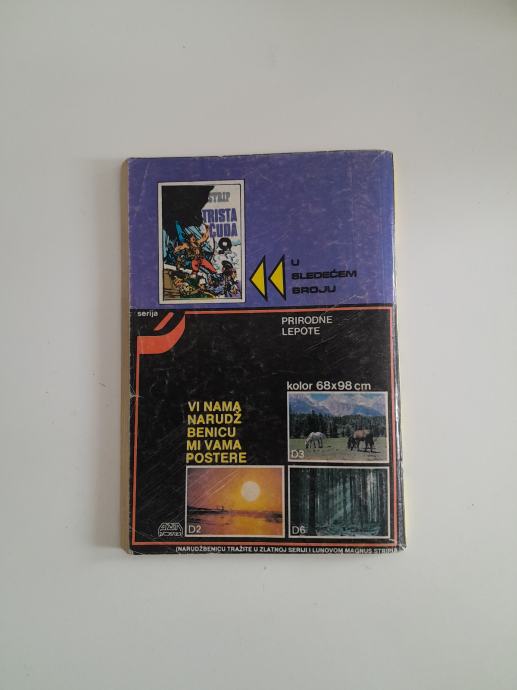 STRIP
TRISTA
ČUDA
9
U
SLEDEĆEM
BROJU
serija
PRIRODNE
LEPOTE
kolor 68x98 cm
VI NAMA
NARUDŽ
BENICU
MI VAMA
POSTERE
D3
D2
D6
(NARUDŽBENICU TRAŽITE U ZLATNOJ SERIJI I LUNOVOM MAGNUS STRIPU)